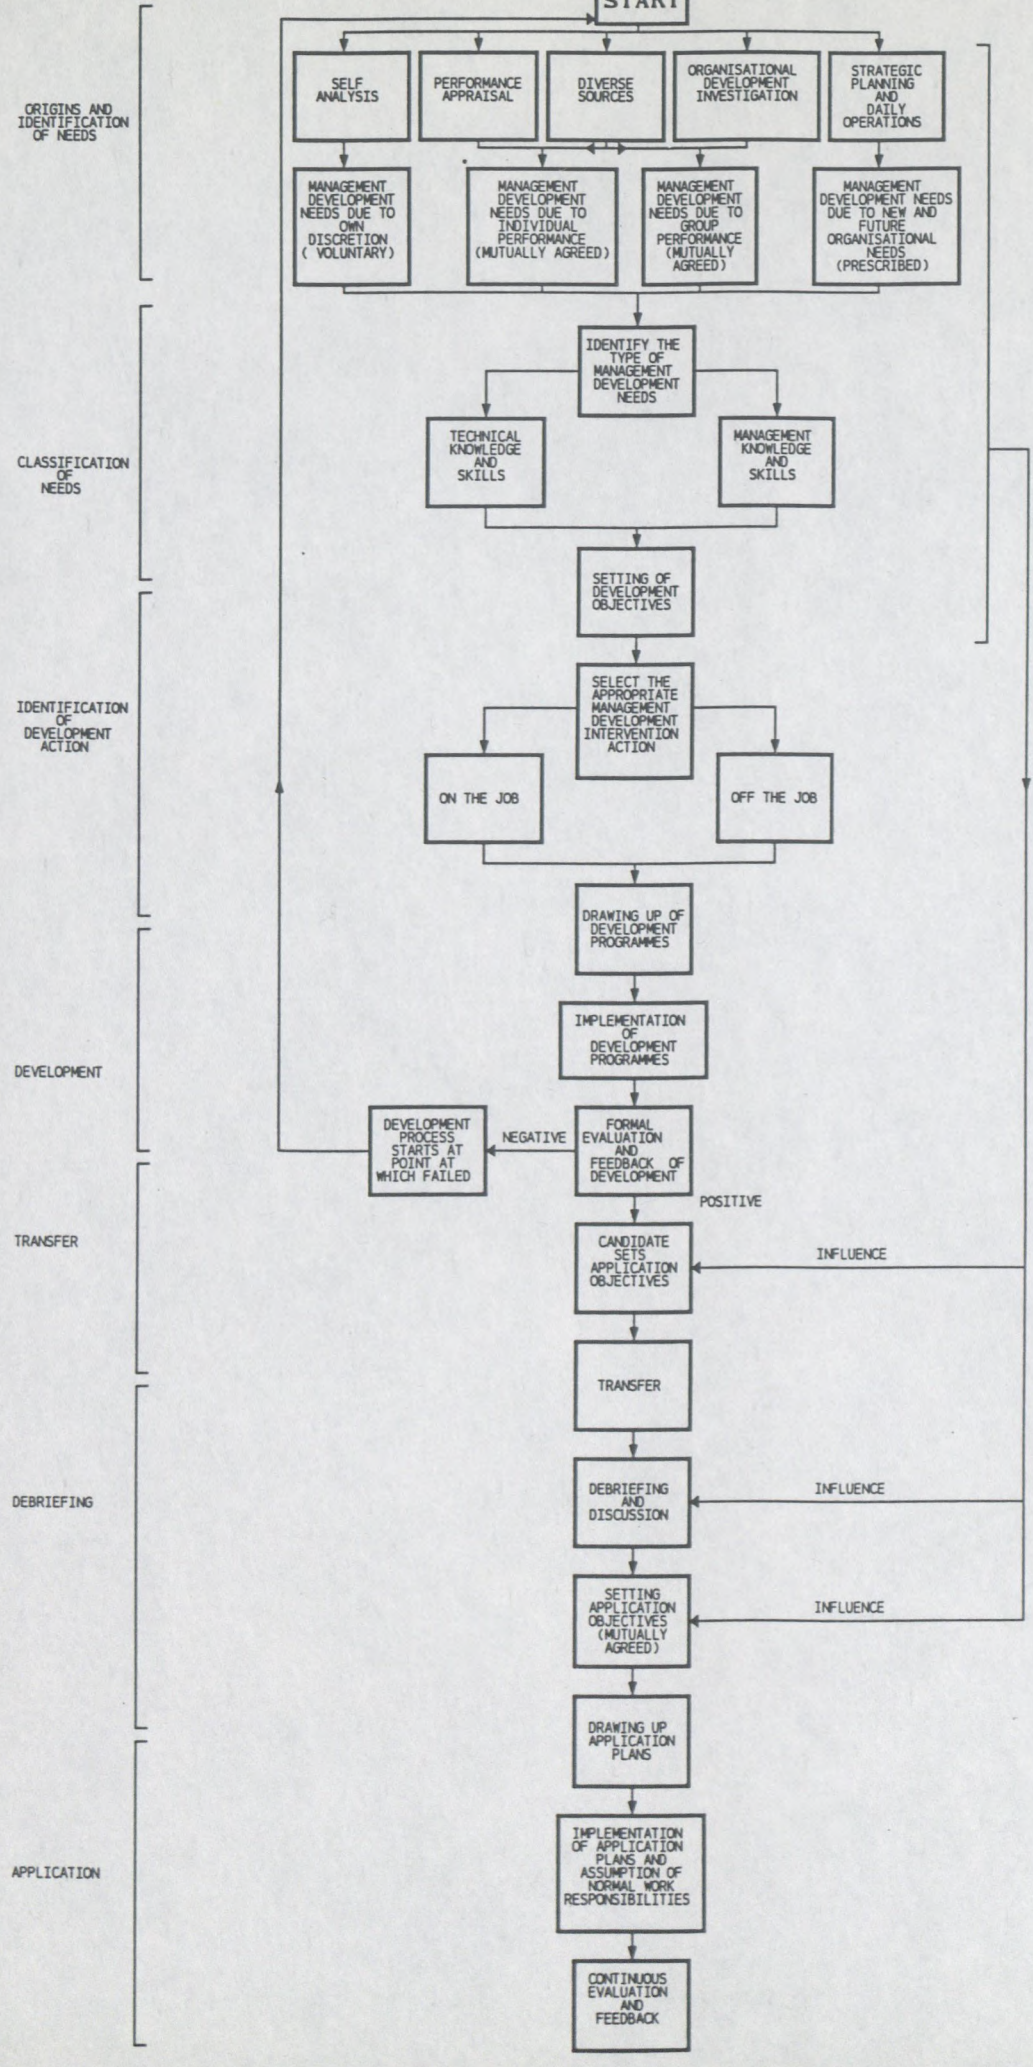 START
ORIGINS AND
IDENTIFICATION
OF NEEDS
SELF
ANALYSIS
PERFORMANCE
APPRAISAL
DIVERSE
SOURCES
ORGANISATIONAL
DEVELOPMENT
INVESTIGATION
STRATEGIC
PLANNING
AND
DAILY
OPERATIONS
MANAGEMENT
DEVELOPMENT
NEEDS DUE TO
OWN
DISCRETION
( VOLUNTARY)
MANAGEMENT
DEVELOPMENT
NEEDS DUE TO
INDIVIDUAL
PERFORMANCE
(MUTUALLY AGREED)
MANAGEMENT
DEVELOPMENT
NEEDS DUE TO
GROUP
PERFORMANCE
(MUTUALLY
AGREED)
MANAGEMENT
DEVELOPMENT NEEDS
DUE TO NEW AND
FUTURE
ORGANISATIONAL
NEEDS
(PRESCRIBED)
CLASSIFICATION
OF
NEEDS
IDENTIFY THE
TYPE OF
MANAGEMENT
DEVELOPMENT
NEEDS
TECHNICAL
KNOWLEDGE
AND
SKILLS
MANAGEMENT
KNOWLEDGE
AND
SKILLS
SETTING OF
DEVELOPMENT
OBJECTIVES
IDENTIFICATION
OF
DEVELOPMENT
ACTION
SELECT THE
APPROPRIATE
MANAGEMENT
DEVELOPMENT
INTERVENTION
ACTION
ON THE JOB
OFF THE JOB
DRAWING UP OF
DEVELOPMENT
PROGRAMMES
DEVELOPMENT
IMPLEMENTATION
OF
DEVELOPMENT
PROGRAMMES
DEVELOPMENT
PROCESS
STARTS AT
POINT AT
WHICH FAILED
NEGATIVE
FORMAL
EVALUATION
AND
FEEDBACK OF
DEVELOPMENT
POSITIVE
TRANSFER
CANDIDATE
SETS
APPLICATION
OBJECTIVES
INFLUENCE
TRANSFER
DEBRIEFING
DEBRIEFING
AND
DISCUSSION
INFLUENCE
SETTING
APPLICATION
OBJECTIVES
(MUTUALLY
AGREED)
INFLUENCE
DRAWING UP
APPLICATION
PLANS
APPLICATION
IMPLEMENTATION
OF APPLICATION
PLANS AND
ASSUMPTION OF
NORMAL WORK
RESPONSIBILITIES
CONTINUOUS
EVALUATION
AND
FEEDBACK